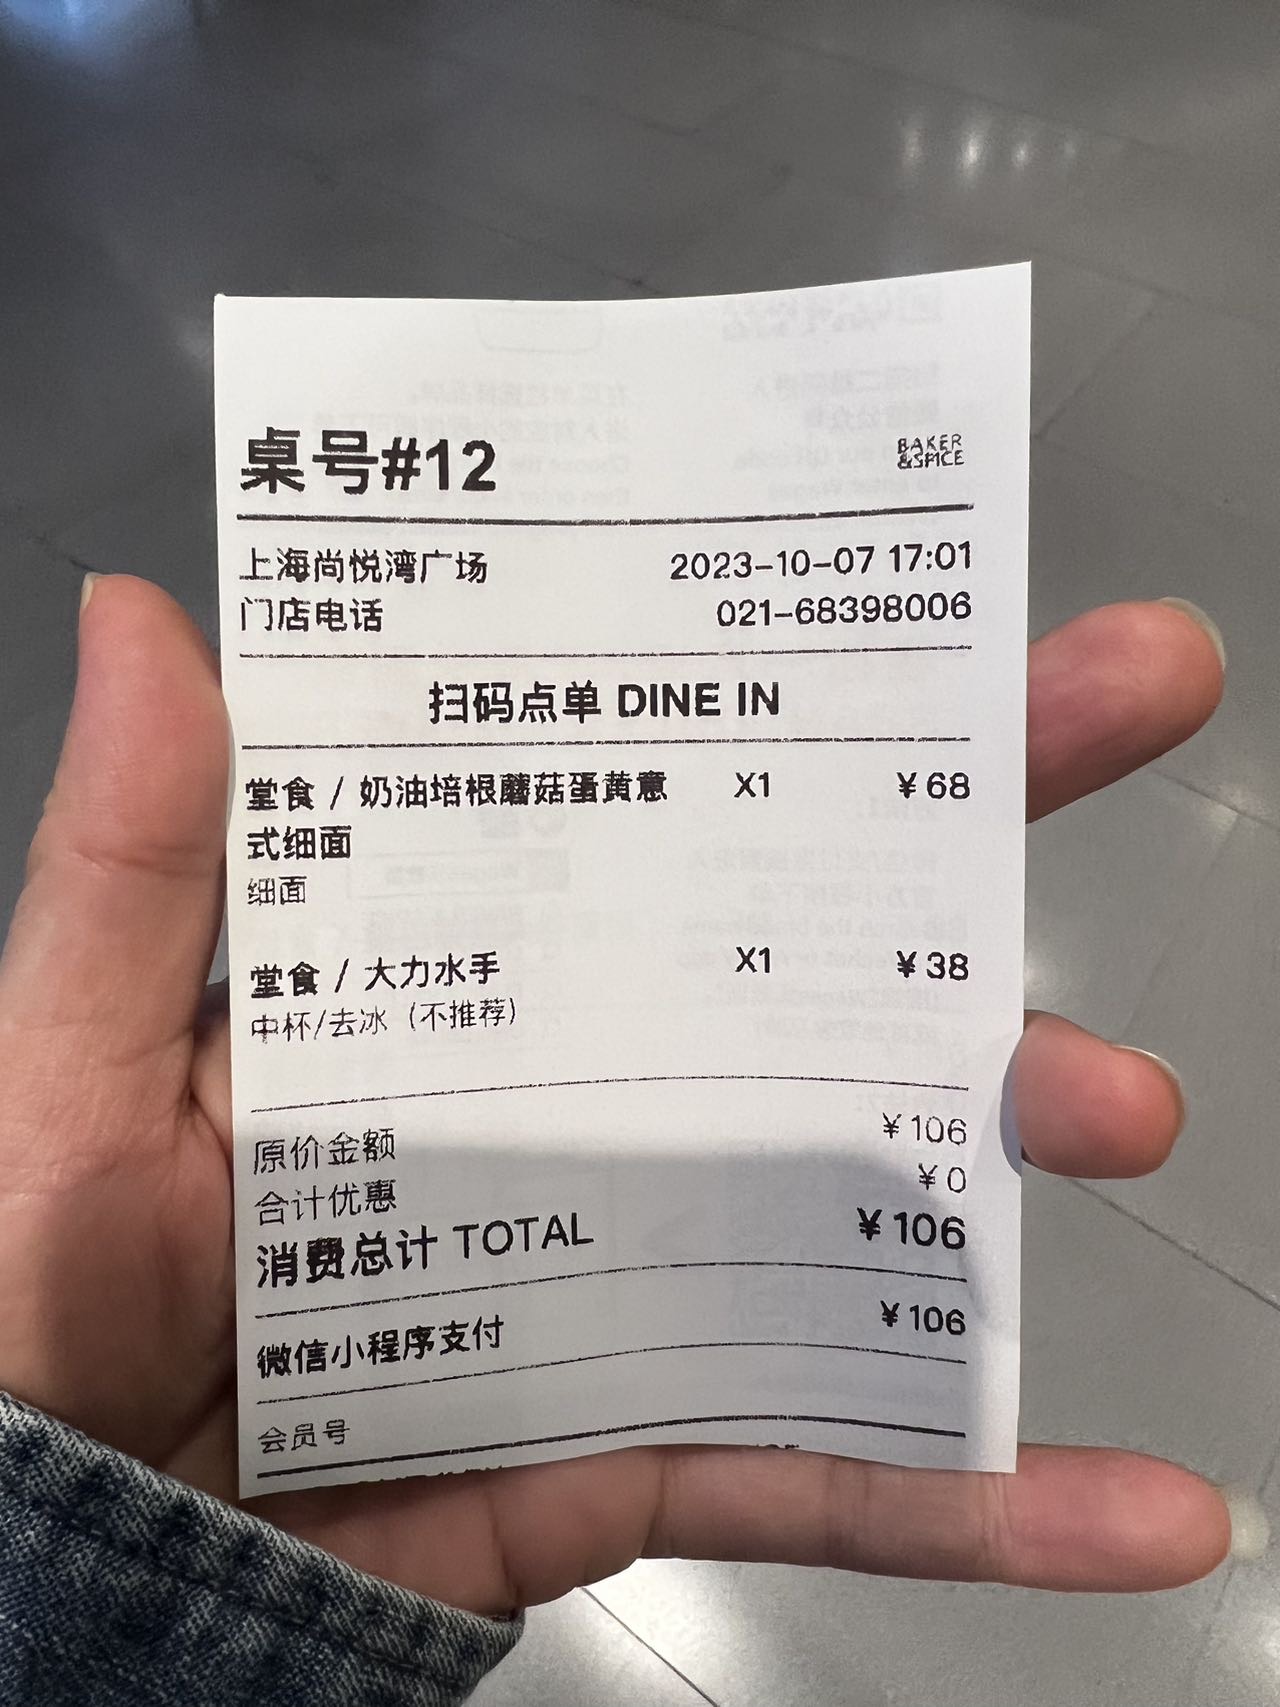 桌号#12
BAKER
&SPICE
上海尚悦湾广场 2023-10-07 17:01
门店电话 021-68398006
扫码点单 DINE IN
堂食 / 奶油培根蘑菇蛋黄意 X1 ¥68
式细面
细面
堂食 / 大力水手 X1 ¥38
中杯/去冰（不推荐）
原价金额 ¥106
合计优惠 ¥0
消费总计 TOTAL ¥106
微信小程序支付 ¥106
会员号